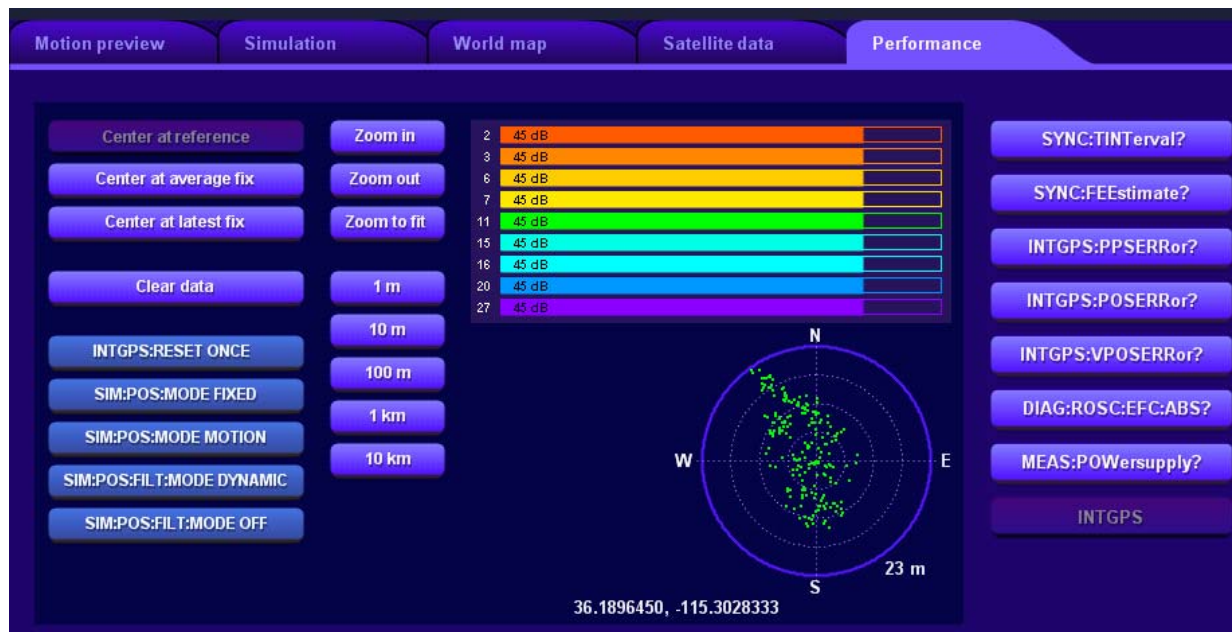 Motion preview
Simulation
World map
Satellite data
Performance
Center at reference
Center at average fix
Center at latest fix
Clear data
INTGPS:RESET ONCE
SIM:POS:MODE FIXED
SIM:POS:MODE MOTION
SIM:POS:FILT:MODE DYNAMIC
SIM:POS:FILT:MODE OFF
Zoom in
Zoom out
Zoom to fit
1 m
10 m
100 m
1 km
10 km
2 45 dB
3 45 dB
6 45 dB
7 45 dB
11 45 dB
15 45 dB
16 45 dB
20 45 dB
27 45 dB
N
W
E
S
23 m
36.1896450, -115.3028333
SYNC:TINTerval?
SYNC:FEEstimate?
INTGPS:PPSERRor?
INTGPS:POSERRor?
INTGPS:VPOSERRor?
DIAG:ROSC:EFC:ABS?
MEAS:POWersupply?
INTGPS